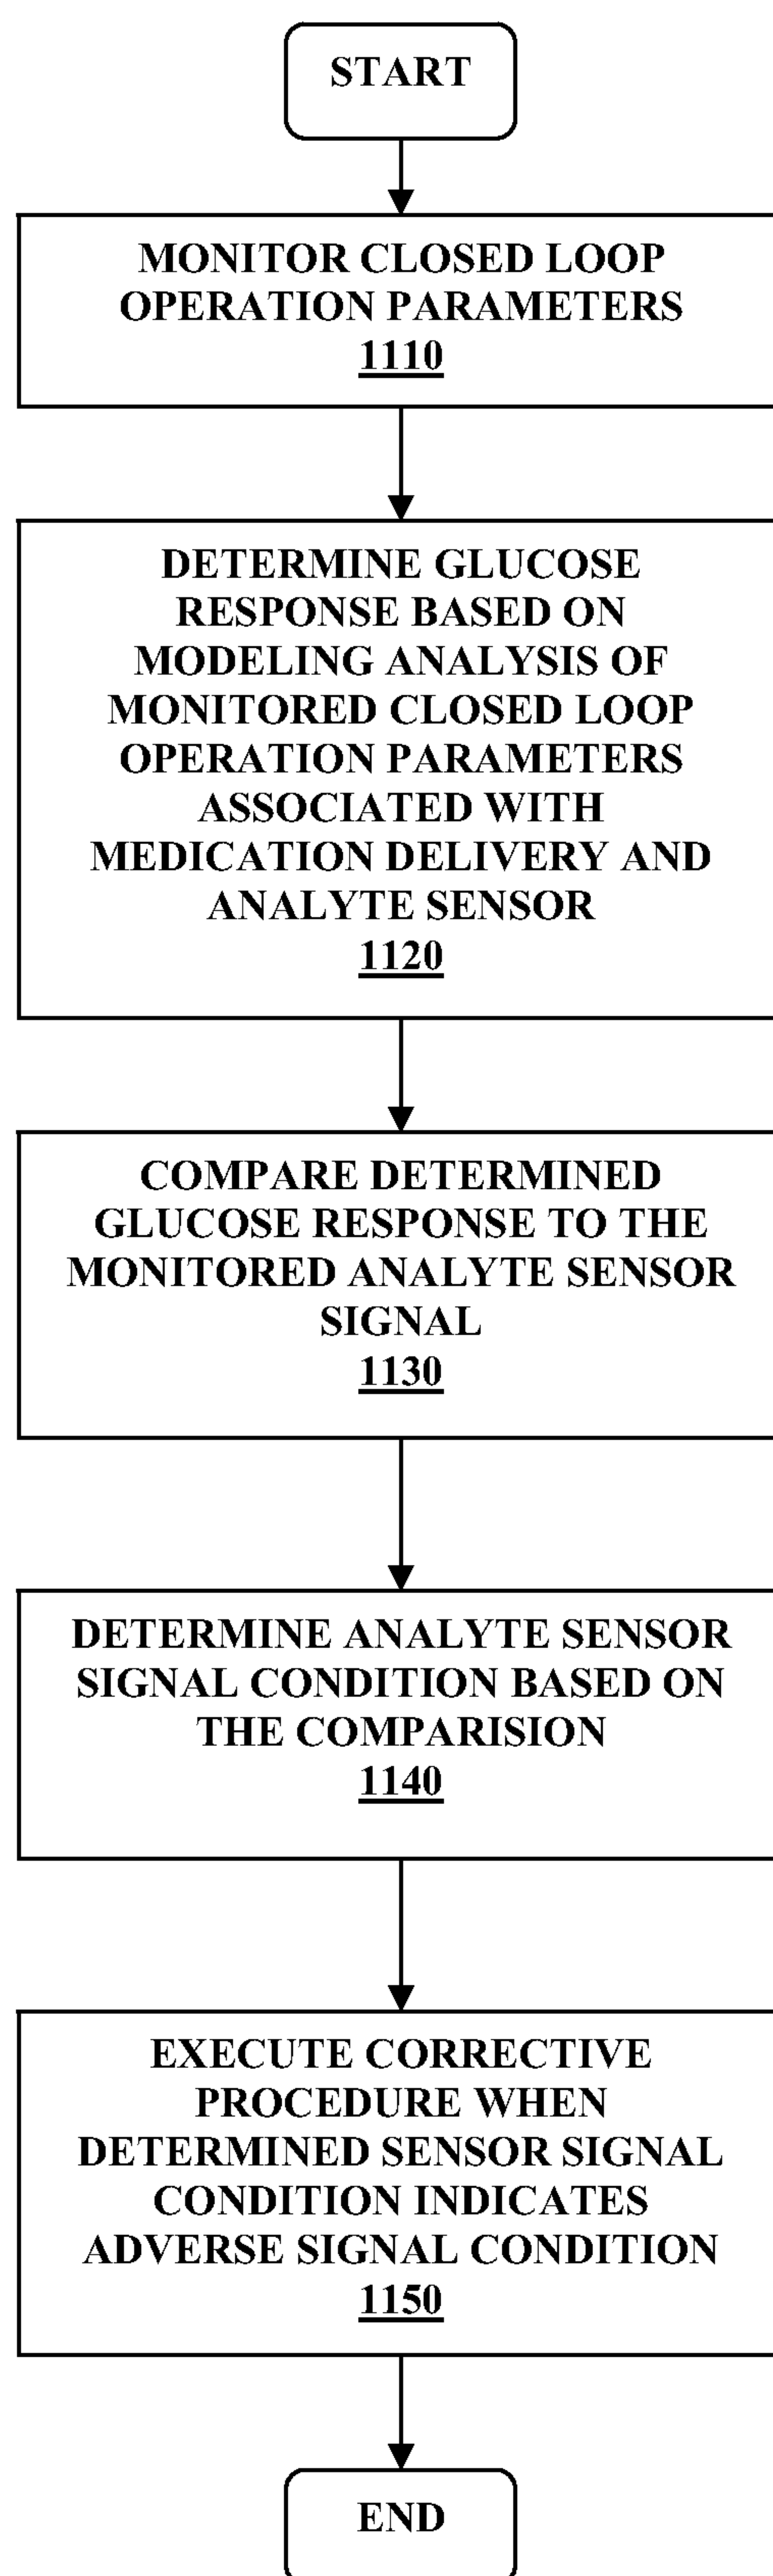 START
MONITOR CLOSED LOOP
OPERATION PARAMETERS
1110
DETERMINE GLUCOSE
RESPONSE BASED ON
MODELING ANALYSIS OF
MONITORED CLOSED LOOP
OPERATION PARAMETERS
ASSOCIATED WITH
MEDICATION DELIVERY AND
ANALYTE SENSOR
1120
COMPARE DETERMINED
GLUCOSE RESPONSE TO THE
MONITORED ANALYTE SENSOR
SIGNAL
1130
DETERMINE ANALYTE SENSOR
SIGNAL CONDITION BASED ON
THE COMPARISION
1140
EXECUTE CORRECTIVE
PROCEDURE WHEN
DETERMINED SENSOR SIGNAL
CONDITION INDICATES
ADVERSE SIGNAL CONDITION
1150
END